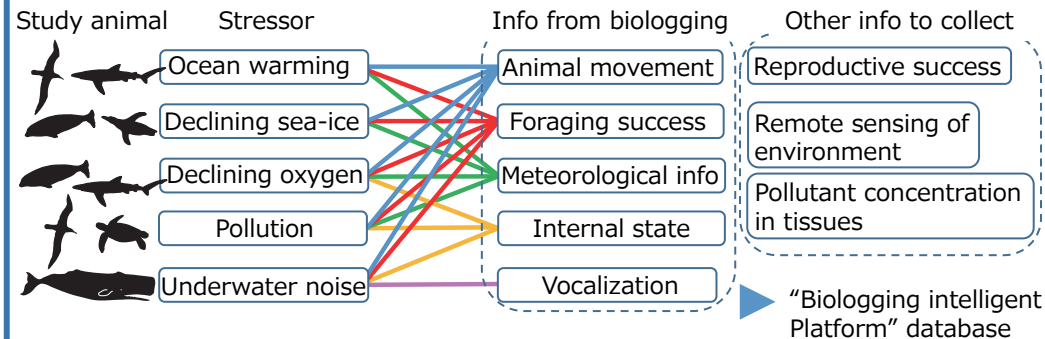 Study animal
Stressor
Info from biologging
Other info to collect
Ocean warming
Animal movement
Reproductive success
Declining sea-ice
Foraging success
Remote sensing of
environment
Declining oxygen
Meteorological info
Pollutant concentration
in tissues
Pollution
Internal state
Underwater noise
Vocalization
“Biologging intelligent
Platform” database